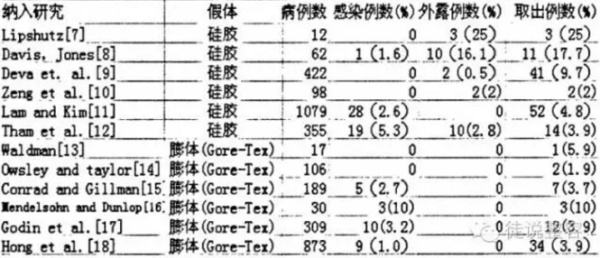 纳入研究 假体 病例数 感染例数(%) 外露例数(%) 取出例数(%)
Lipshutz[7] 硅胶 12 0 3 (25) 3 (25)
Davis, Jones[8] 硅胶 62 1 (1.6) 10 (16.1) 11 (17.7)
Deva et. al.[9] 硅胶 422 0 2 (0.5) 41 (9.7)
Zeng et al.[10] 硅胶 98 0 2(2) 2(2)
Lam and Kim[11] 硅胶 1079 28 (2.6) 0 52 (4.8)
Tham et al.[12] 硅胶 355 19 (5.3) 10(2.8) 14(3.9)
Waldman[13] 膨体(Gore-Tex) 17 0 0 1(5.9)
Owsley and taylor[14] 膨体(Gore-Tex) 106 0 0 2(1.9)
Conrad and Gillman[15] 膨体(Gore-Tex) 189 5 (2.7) 0 7(3.7)
Mendelsohn and Dunlop[16] 膨体(Gore-Tex) 30 3(10) 0 3(10)
Godin et al.[17] 膨体(Gore-Tex) 309 10(3.2) 0 12(3.9)
Hong et al.[18] 膨体(Gore-Tex) 873 9 (1.0) 0 34 (3.9)